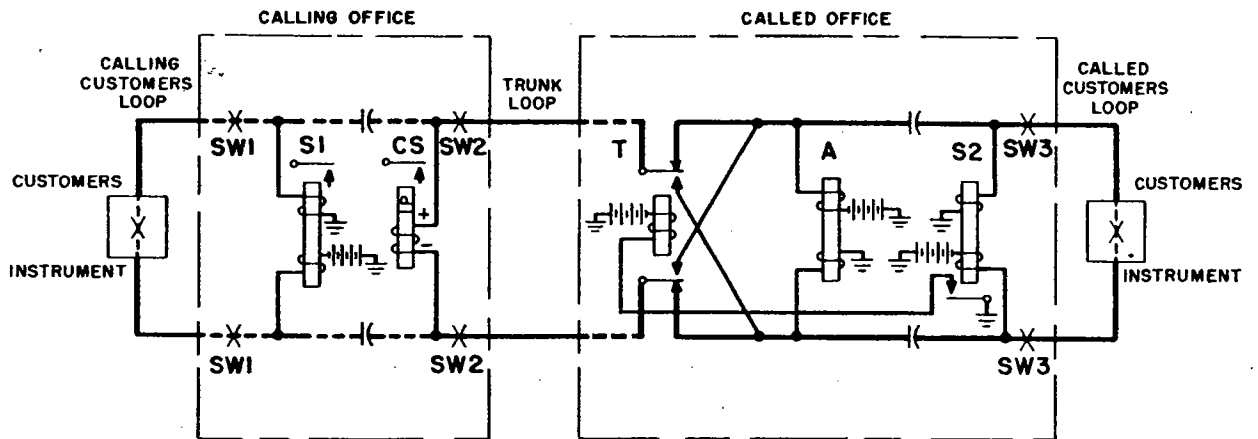 CALLING OFFICE
CALLED OFFICE
CALLING
CUSTOMERS
LOOP
TRUNK
LOOP
CALLED
CUSTOMERS
LOOP
SW1
S1
CS
SW2
T
A
S2
SW3
CUSTOMERS
INSTRUMENT
+
-
CUSTOMERS
INSTRUMENT
SW1
SW2
SW3